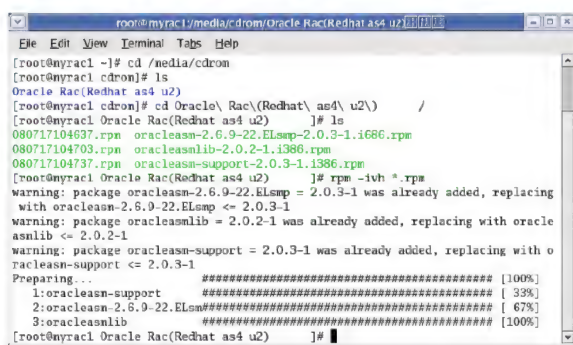 root@myrac1:/media/cdrom/Oracle Rac(Redhat as4 u2)
File Edit View Terminal Tabs Help
[root@myrac1 ~]# cd /media/cdrom
[root@myrac1 cdrom]# ls
Oracle Rac(Redhat as4 u2)
[root@myrac1 cdrom]# cd Oracle\ Rac\(Redhat\ as4\ u2\) /
[root@myrac1 Oracle Rac(Redhat as4 u2) ]# ls
080717104637.rpm oracleasm-2.6.9-22.ELsmp-2.0.3-1.i686.rpm
080717104703.rpm oracleasmlib-2.0.2-1.i386.rpm
080717104737.rpm oracleasm-support-2.0.3-1.i386.rpm
[root@myrac1 Oracle Rac(Redhat as4 u2) ]# rpm -ivh *.rpm
warning: package oracleasm-2.6.9-22.ELsmp = 2.0.3-1 was already added, replacing
with oracleasm-2.6.9-22.ELsmp <= 2.0.3-1
warning: package oracleasmlib = 2.0.2-1 was already added, replacing with oracle
asmlib <= 2.0.2-1
warning: package oracleasm-support = 2.0.3-1 was already added, replacing with o
racleasm-support <= 2.0.3-1
Preparing... ########################################### [100%]
1:oracleasm-support ########################################### [ 33%]
2:oracleasm-2.6.9-22.ELsm########################################### [ 67%]
3:oracleasmlib ########################################### [100%]
[root@myrac1 Oracle Rac(Redhat as4 u2) ]#